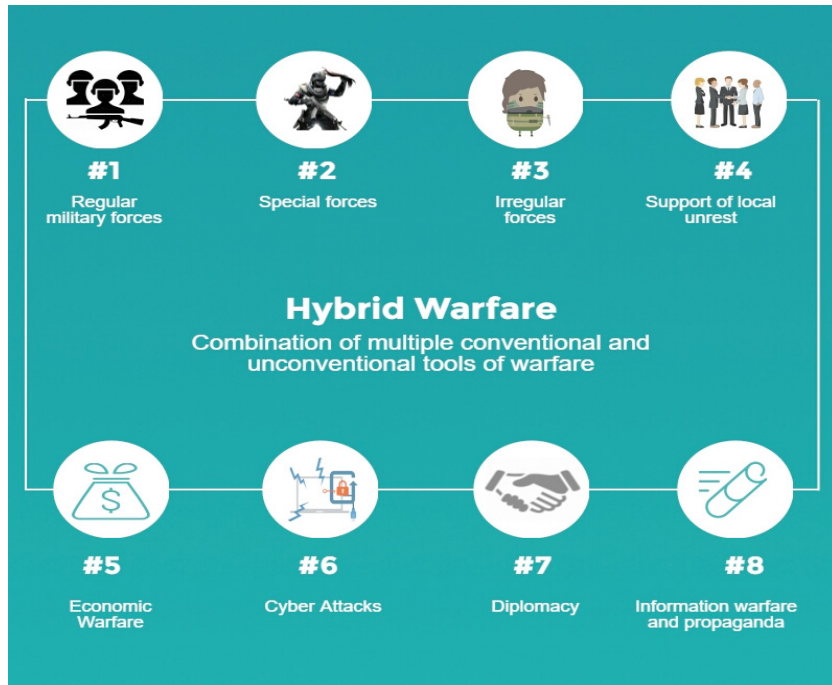 #1
Regular
military forces
#2
Special forces
#3
Irregular
forces
#4
Support of local
unrest
Hybrid Warfare
Combination of multiple conventional and
unconventional tools of warfare
$
#5
Economic
Warfare
#6
Cyber Attacks
#7
Diplomacy
#8
Information warfare
and propaganda